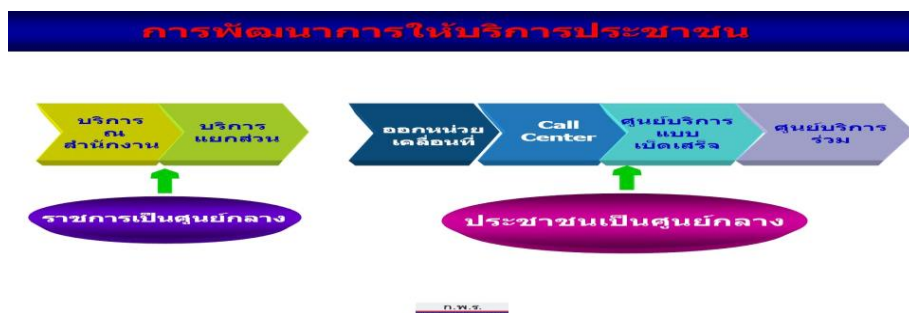 การพัฒนาการให้บริการประชาชน
บริการ
ณ
สำนักงาน
บริการ
แยกส่วน
ออกหน่วย
เคลื่อนที่
Call
Center
ศูนย์บริการ
แบบ
เบ็ดเสร็จ
ศูนย์บริการ
ร่วม
ราชการเป็นศูนย์กลาง
ประชาชนเป็นศูนย์กลาง
ก.พ.ร.